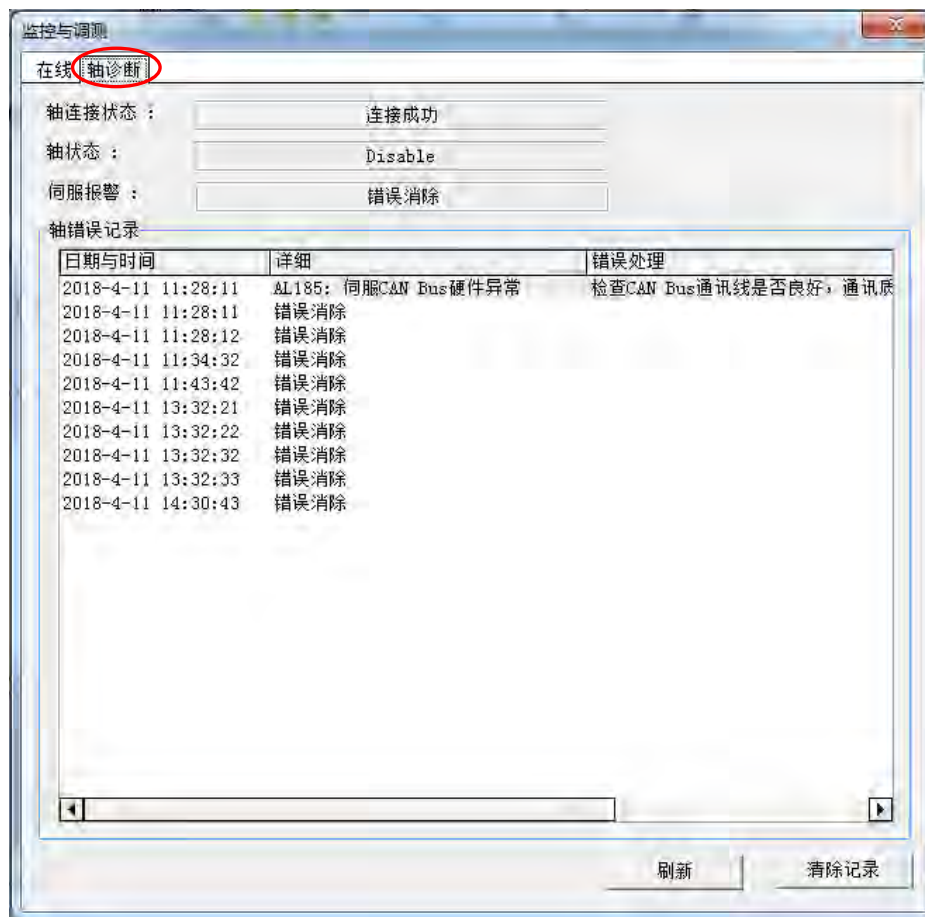 监控与调测
在线 轴诊断
轴连接状态 : 连接成功
轴状态 : Disable
伺服报警 : 错误消除
轴错误记录
日期与时间 详细 错误处理
2018-4-11 11:28:11 AL185: 伺服CAN Bus硬件异常 检查CAN Bus通讯线是否良好，通讯质
2018-4-11 11:28:11 错误消除
2018-4-11 11:28:12 错误消除
2018-4-11 11:34:32 错误消除
2018-4-11 11:43:42 错误消除
2018-4-11 13:32:21 错误消除
2018-4-11 13:32:22 错误消除
2018-4-11 13:32:32 错误消除
2018-4-11 13:32:33 错误消除
2018-4-11 14:30:43 错误消除
刷新 清除记录